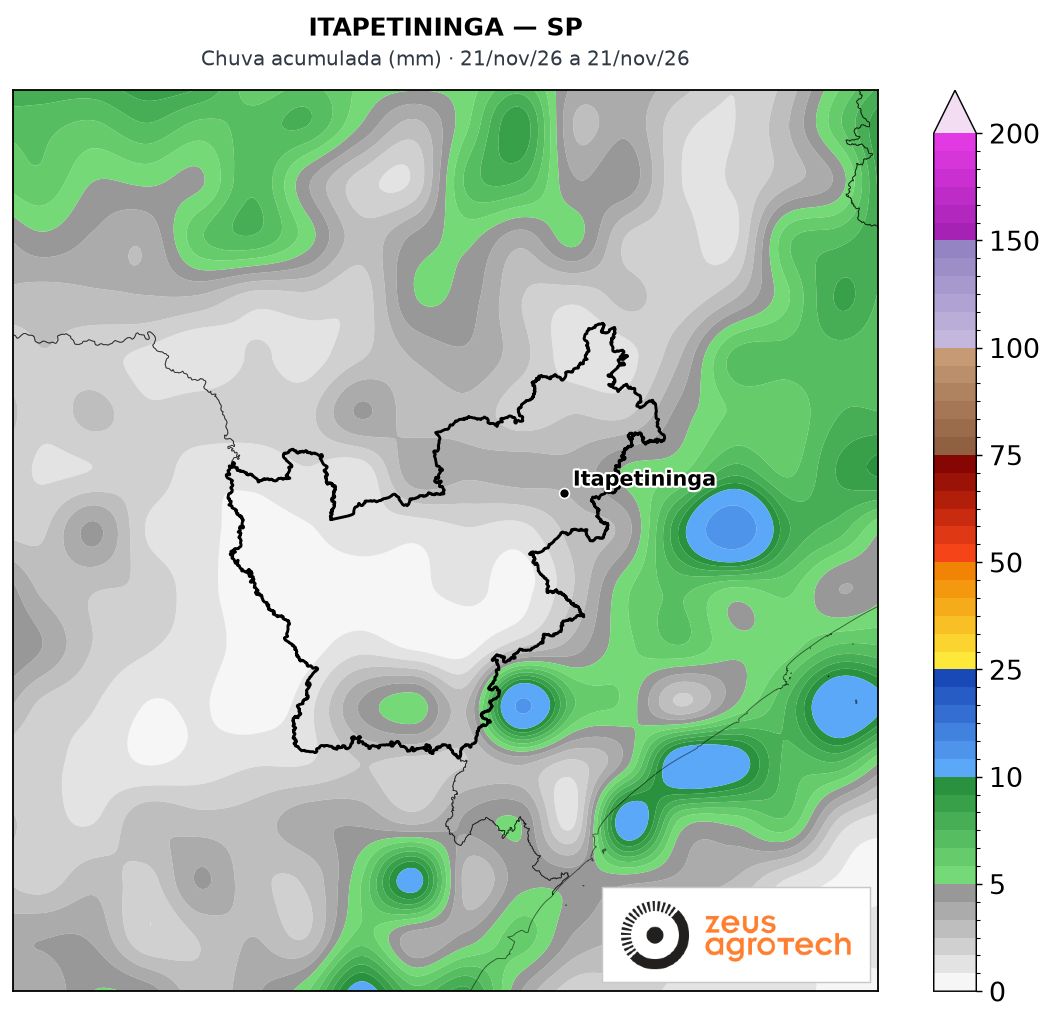 ITAPETININGA — SP
Chuva acumulada (mm) · 21/nov/26 a 21/nov/26
200
150
100
75
50
25
10
5
0
Itapetininga
zeus
agrotech